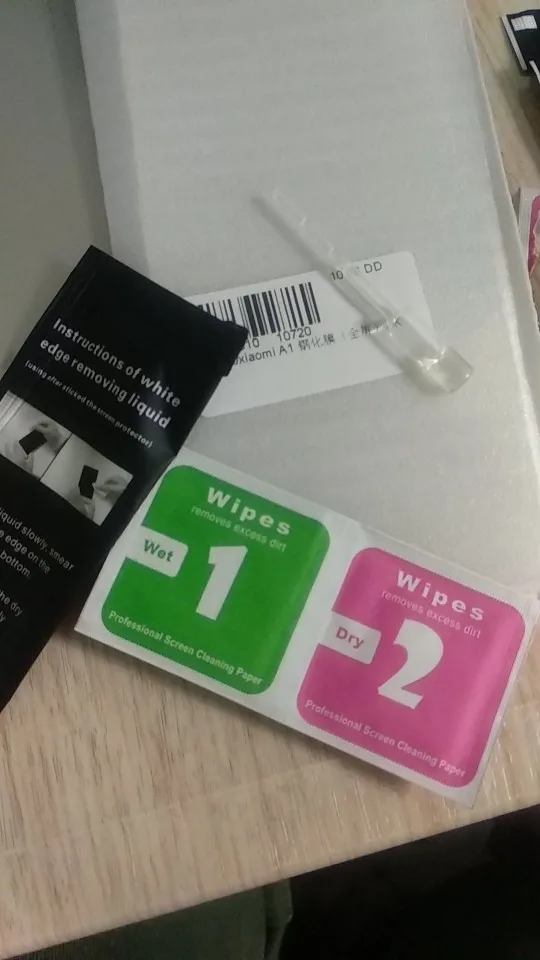 DD
10720
xiaomi A1 钢化膜（全屏）
Instructions of white
edge removing liquid
(using after sticked the screen protector)
liquid slowly, smear
edge on the
bottom.
the dry
Wipes
removes excess dirt
Wet
1
Professional Screen Cleaning Paper
Wipes
removes excess dirt
Dry
2
Professional Screen Cleaning Paper